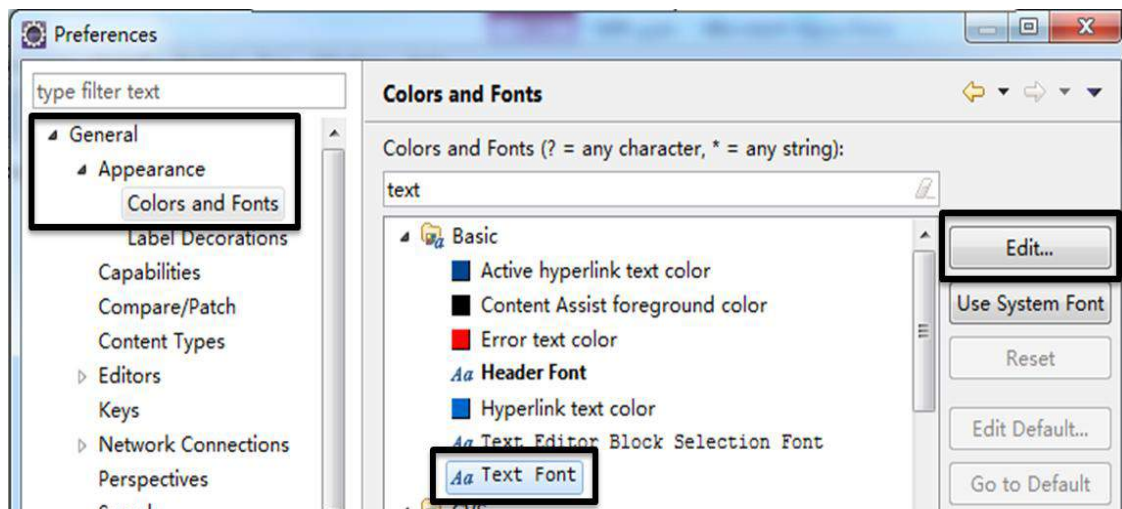 Preferences
type filter text
General
Appearance
Colors and Fonts
Label Decorations
Capabilities
Compare/Patch
Content Types
Editors
Keys
Network Connections
Perspectives
Colors and Fonts
Colors and Fonts (? = any character, * = any string):
text
Basic
Active hyperlink text color
Content Assist foreground color
Error text color
Aa Header Font
Hyperlink text color
Aa Text Editor Block Selection Font
Aa Text Font
Edit...
Use System Font
Reset
Edit Default...
Go to Default